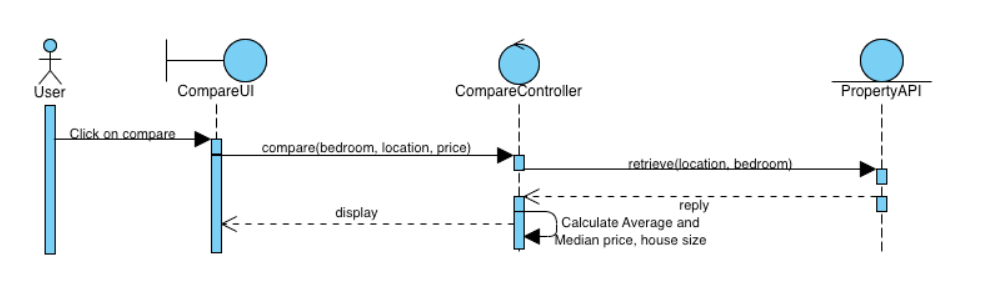 User
CompareUI
CompareController
PropertyAPI
Click on compare
compare(bedroom, location, price)
retrieve(location, bedroom)
reply
display
Calculate Average and
Median price, house size